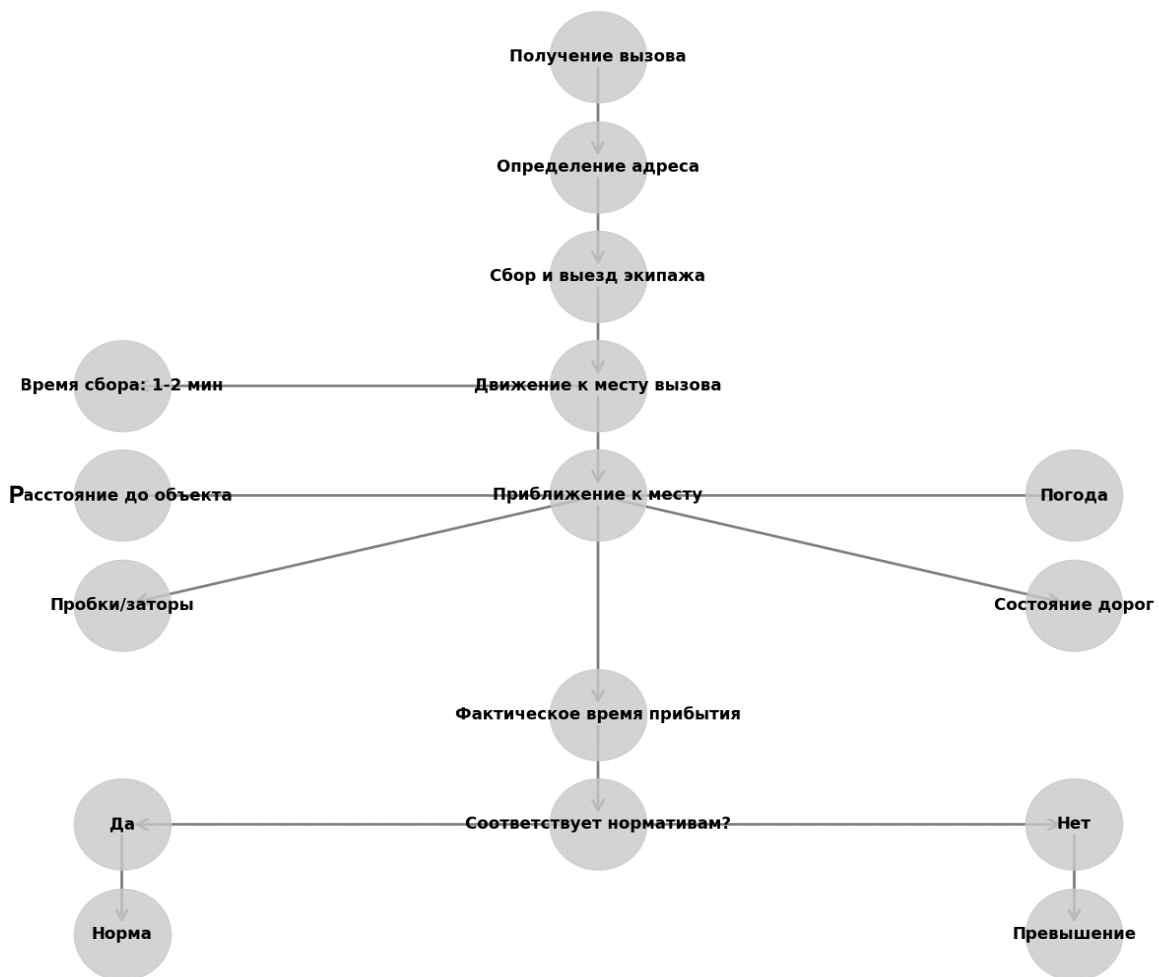 Получение вызова
Определение адреса
Сбор и выезд экипажа
Время сбора: 1-2 мин
Движение к месту вызова
Расстояние до объекта
Приближение к месту
Погода
Пробки/заторы
Состояние дорог
Фактическое время прибытия
Да
Соответствует нормативам?
Нет
Норма
Превышение